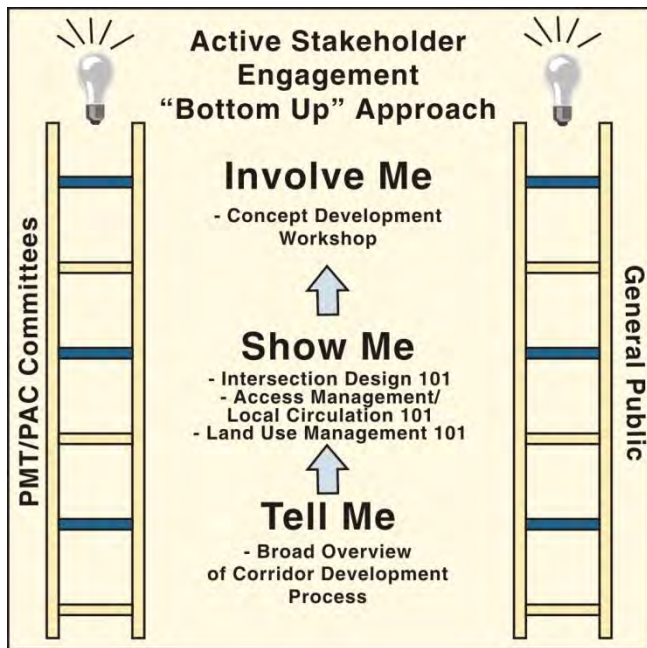 Active Stakeholder
Engagement
“Bottom Up” Approach
Involve Me
- Concept Development
Workshop
Show Me
- Intersection Design 101
- Access Management/
Local Circulation 101
- Land Use Management 101
Tell Me
- Broad Overview
of Corridor Development
Process
PMT/PAC Committees
General Public